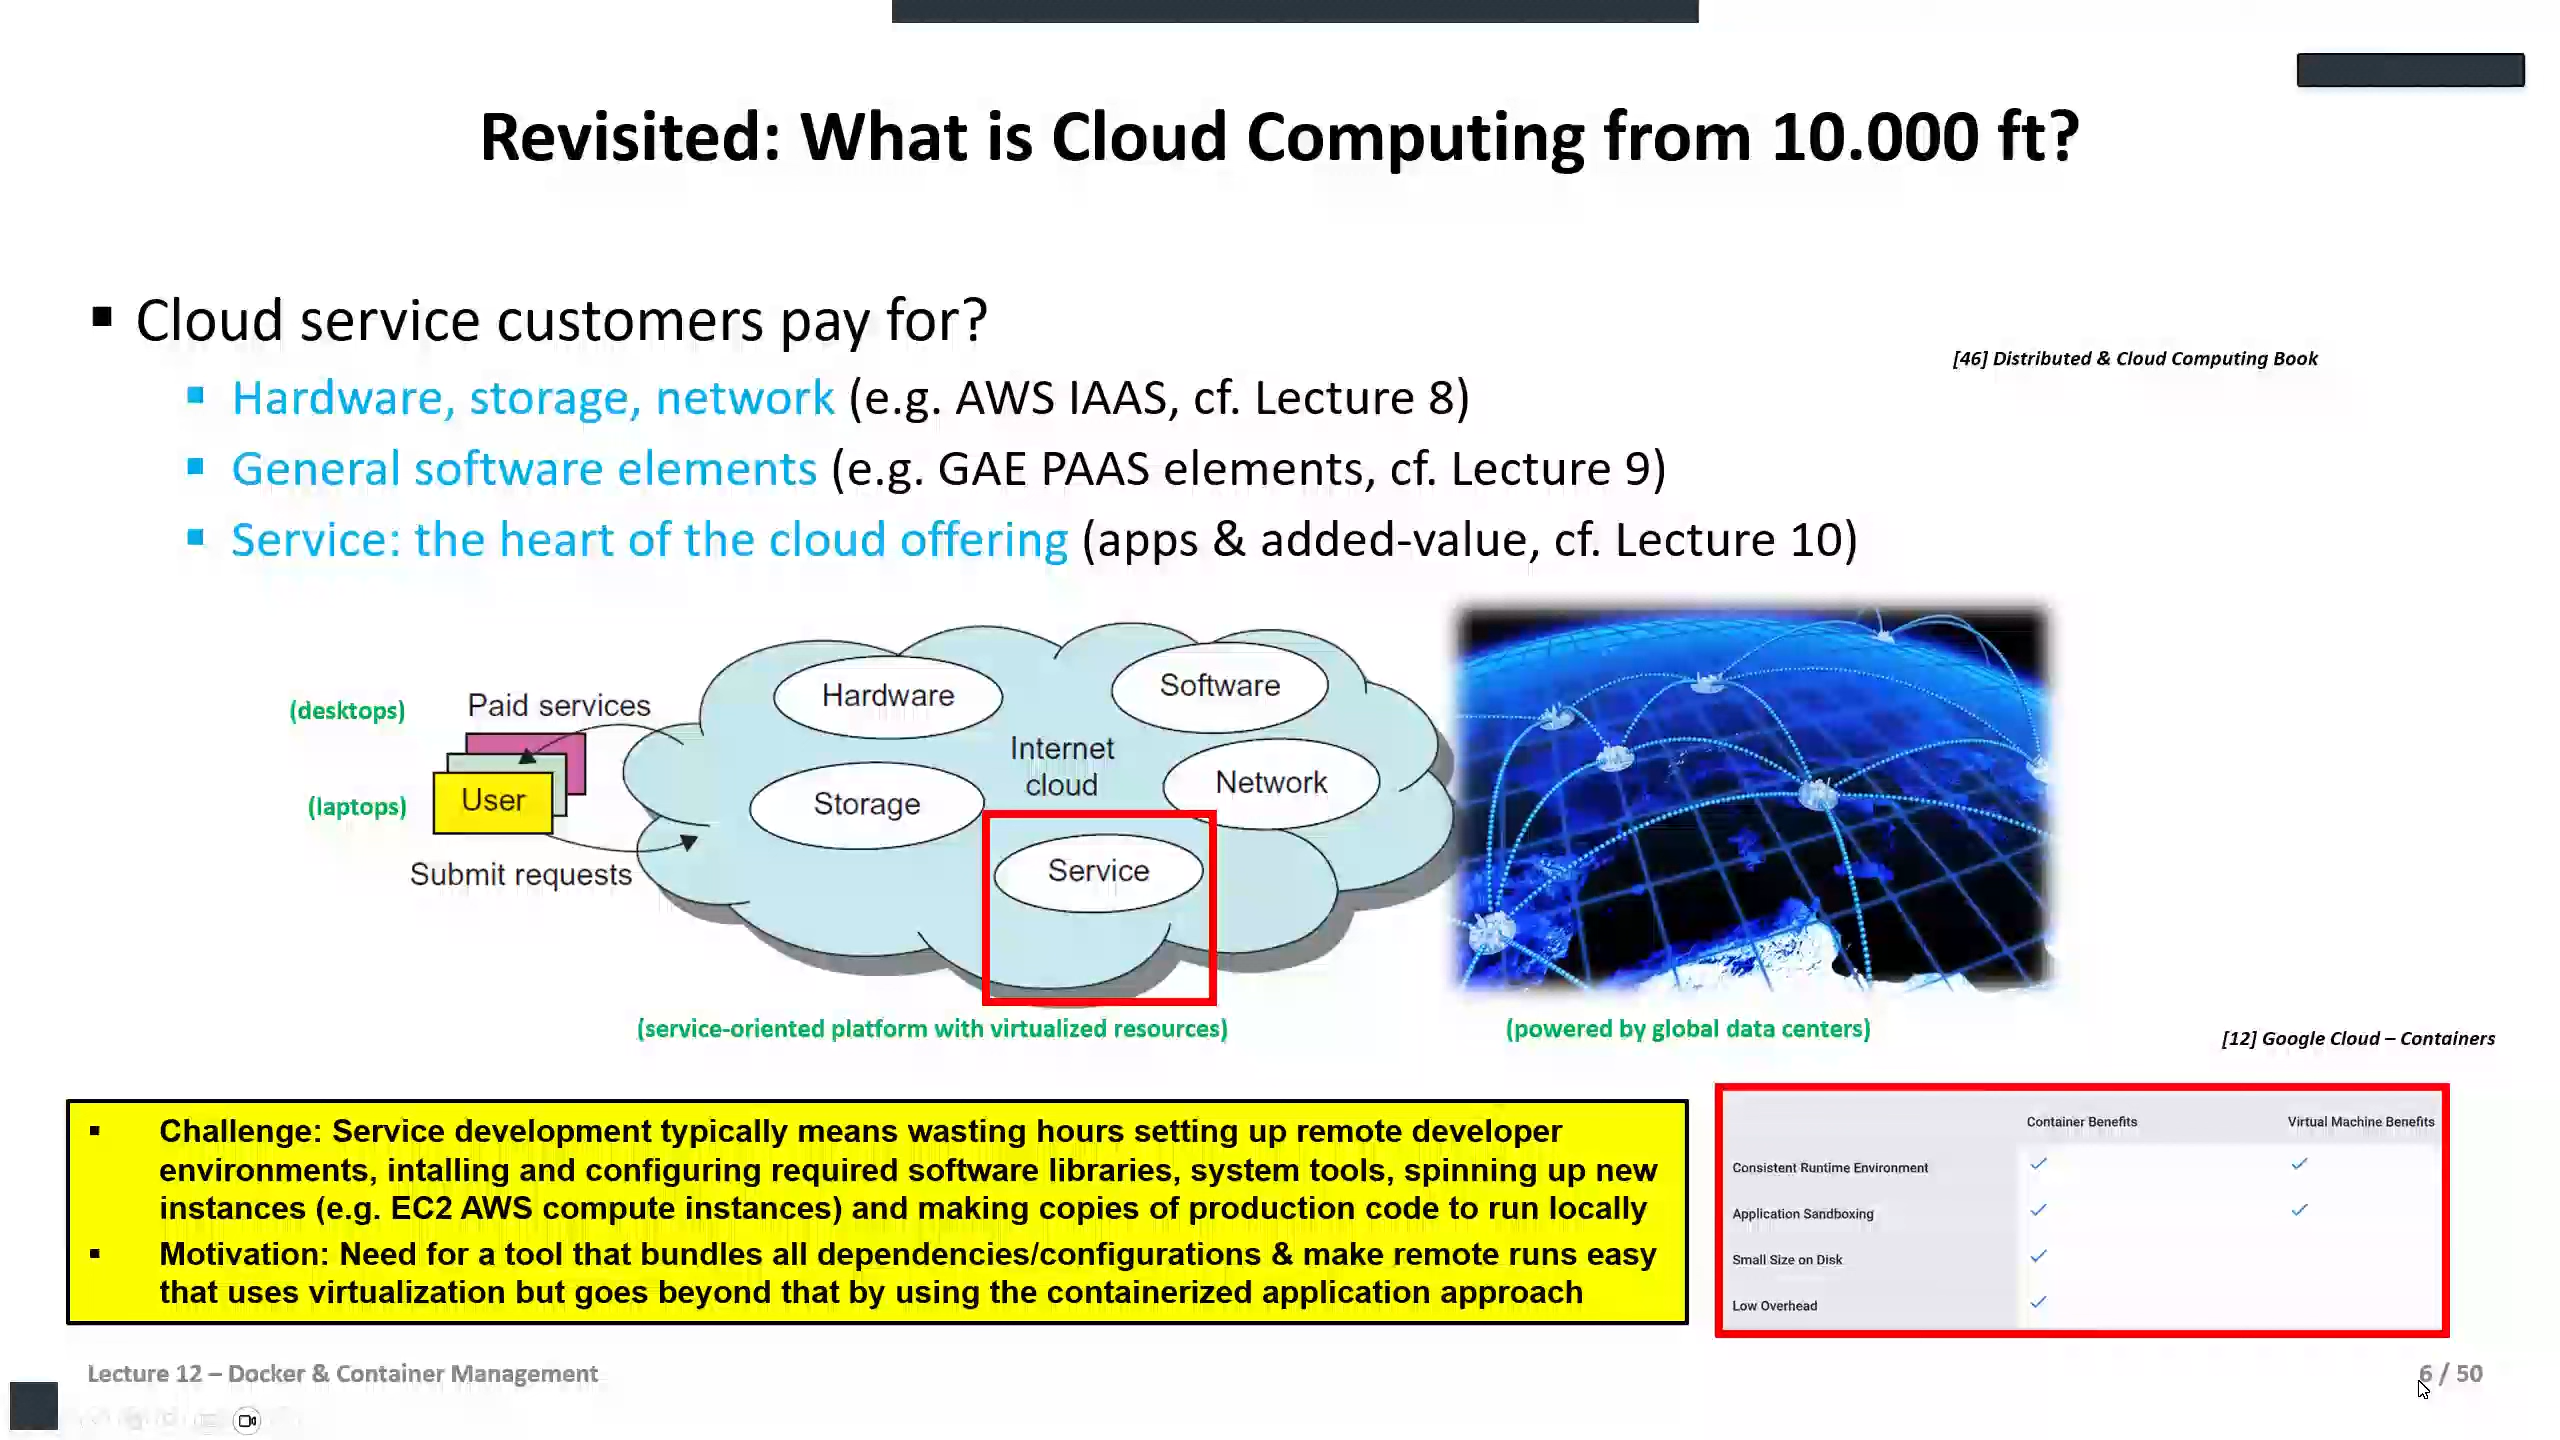 Revisited: What is Cloud Computing from 10.000 ft?
▪ Cloud service customers pay for?
[46] Distributed & Cloud Computing Book
▪ Hardware, storage, network (e.g. AWS IAAS, cf. Lecture 8)
▪ General software elements (e.g. GAE PAAS elements, cf. Lecture 9)
▪ Service: the heart of the cloud offering (apps & added-value, cf. Lecture 10)
(desktops)
Paid services
(laptops)
User
Submit requests
Hardware
Software
Internet
cloud
Storage
Network
Service
(service-oriented platform with virtualized resources)
(powered by global data centers)
[12] Google Cloud – Containers
▪ Challenge: Service development typically means wasting hours setting up remote developer
environments, intalling and configuring required software libraries, system tools, spinning up new
instances (e.g. EC2 AWS compute instances) and making copies of production code to run locally
▪ Motivation: Need for a tool that bundles all dependencies/configurations & make remote runs easy
that uses virtualization but goes beyond that by using the containerized application approach
Container Benefits Virtual Machine Benefits
Consistent Runtime Environment ✓ ✓
Application Sandboxing ✓ ✓
Small Size on Disk ✓
Low Overhead ✓
Lecture 12 – Docker & Container Management
6 / 50